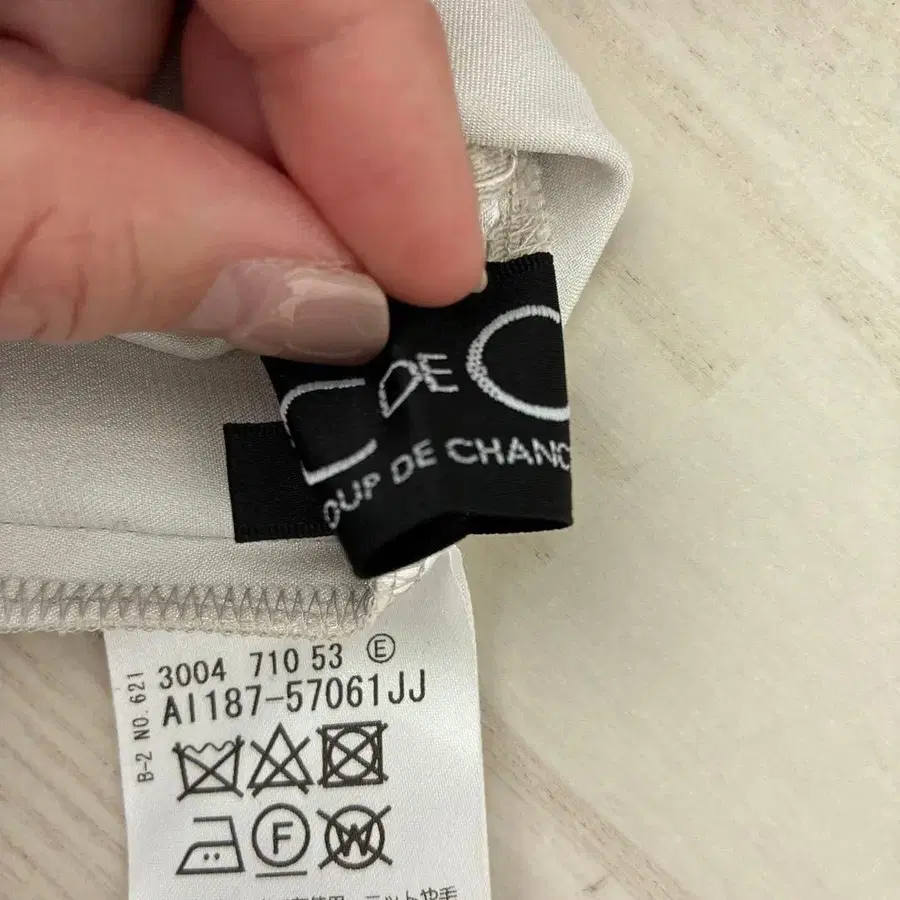 C DE C
OUP DE CHANC
3004 710 53 Ⓔ
AI187-57061JJ
B-2 NO.621
F
W